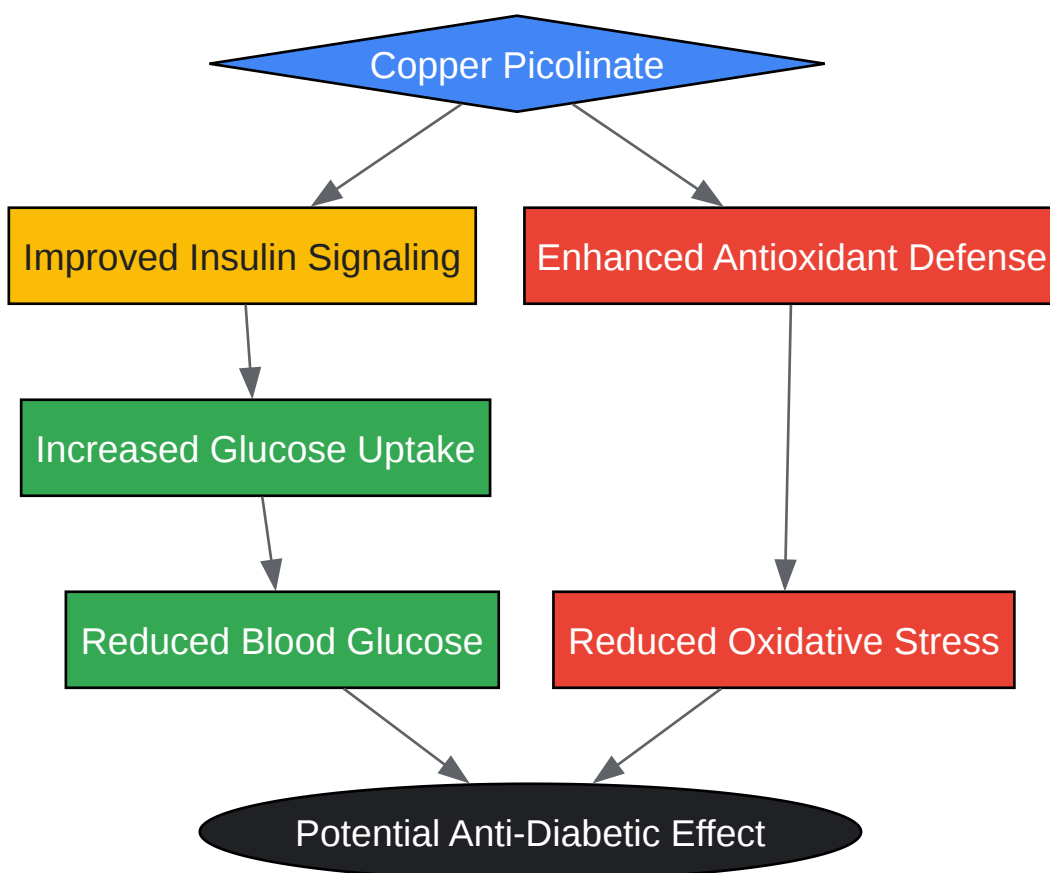 Copper Picolinate
Improved Insulin Signaling
Enhanced Antioxidant Defense
Increased Glucose Uptake
Reduced Blood Glucose
Reduced Oxidative Stress
Potential Anti-Diabetic Effect